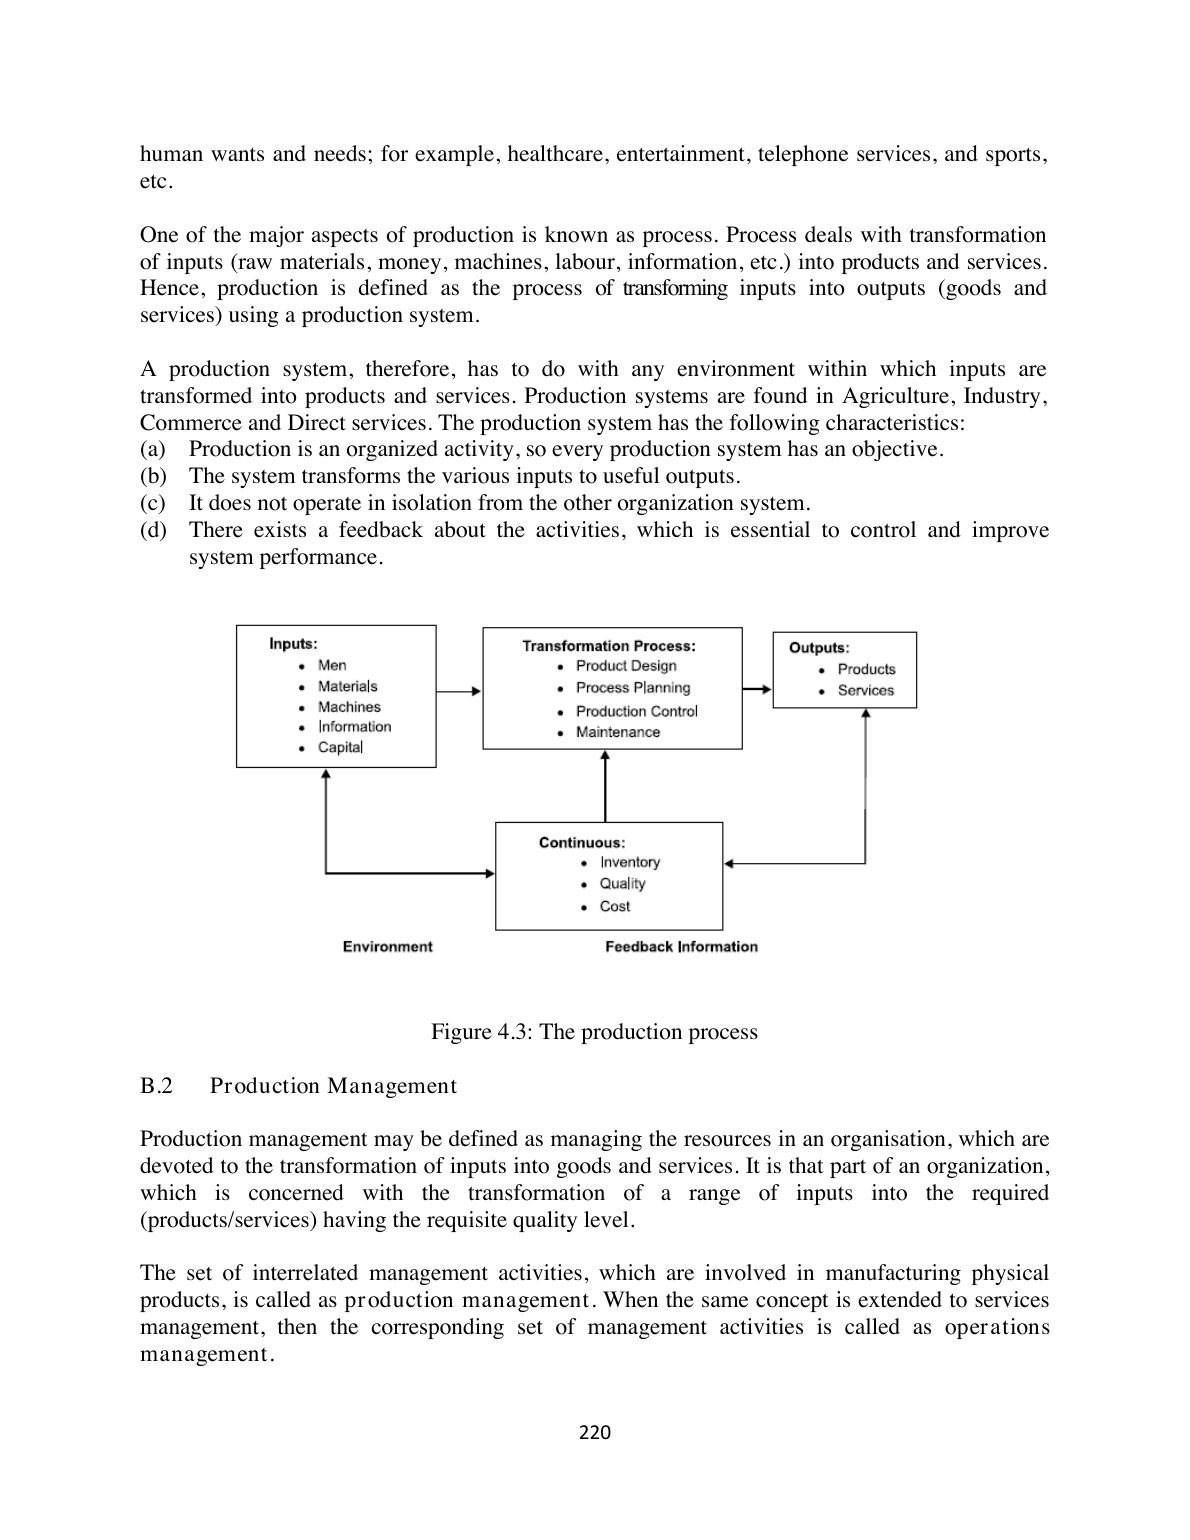 human wants and needs; for example, healthcare, entertainment, telephone services, and sports,
etc.
One of the major aspects of production is known as process. Process deals with transformation
of inputs (raw materials, money, machines, labour, information, etc.) into products and services.
Hence, production is defined as the process of transforming inputs into outputs (goods and
services) using a production system.
A production system, therefore, has to do with any environment within which inputs are
transformed into products and services. Production systems are found in Agriculture, Industry,
Commerce and Direct services. The production system has the following characteristics:
(a) Production is an organized activity, so every production system has an objective.
(b) The system transforms the various inputs to useful outputs.
(c) It does not operate in isolation from the other organization system.
(d) There exists a feedback about the activities, which is essential to control and improve
system performance.
Inputs:
• Men
• Materials
• Machines
• Information
• Capital
Transformation Process:
• Product Design
• Process Planning
• Production Control
• Maintenance
Outputs:
• Products
• Services
Continuous:
• Inventory
• Quality
• Cost
Environment
Feedback Information
Figure 4.3: The production process
B.2 Production Management
Production management may be defined as managing the resources in an organisation, which are
devoted to the transformation of inputs into goods and services. It is that part of an organization,
which is concerned with the transformation of a range of inputs into the required
(products/services) having the requisite quality level.
The set of interrelated management activities, which are involved in manufacturing physical
products, is called as production management. When the same concept is extended to services
management, then the corresponding set of management activities is called as operations
management.
220